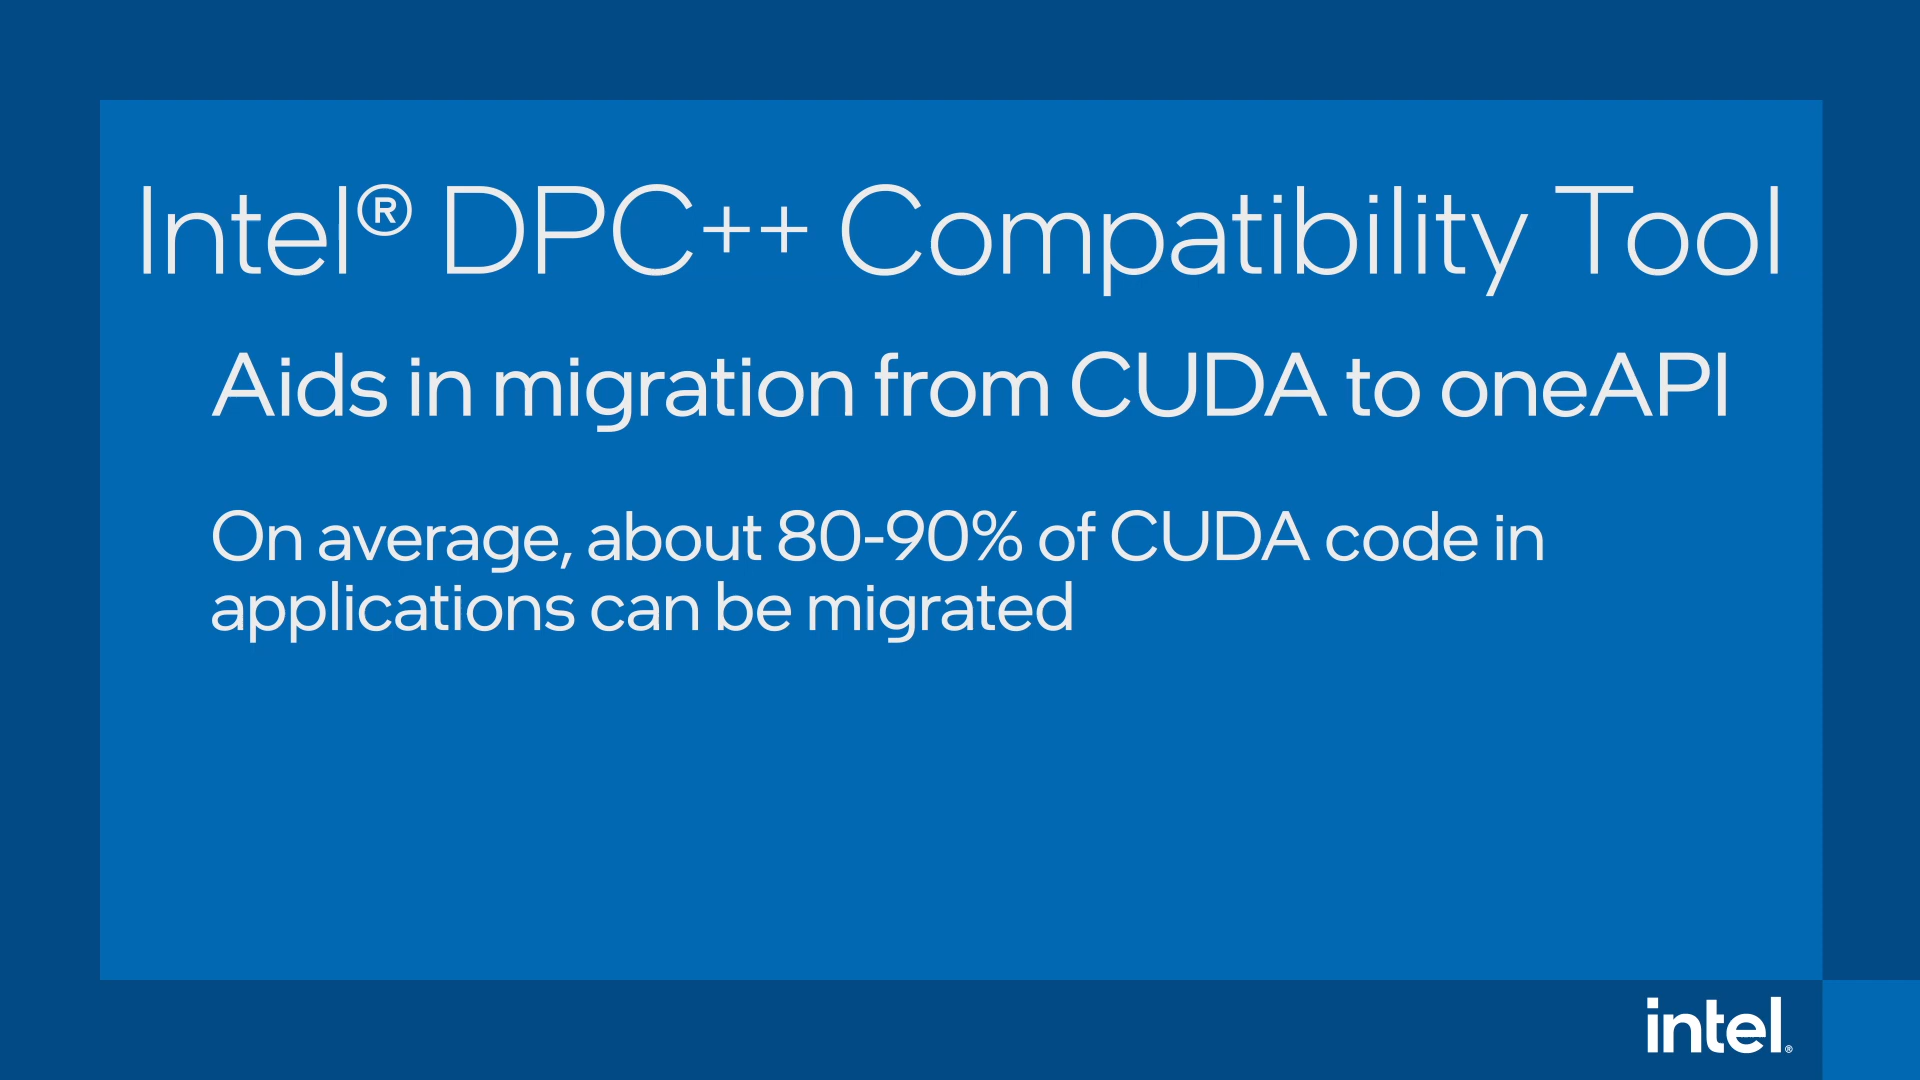 Intel® DPC++ Compatibility Tool
Aids in migration from CUDA to oneAPI
On average, about 80-90% of CUDA code in
applications can be migrated
intel®